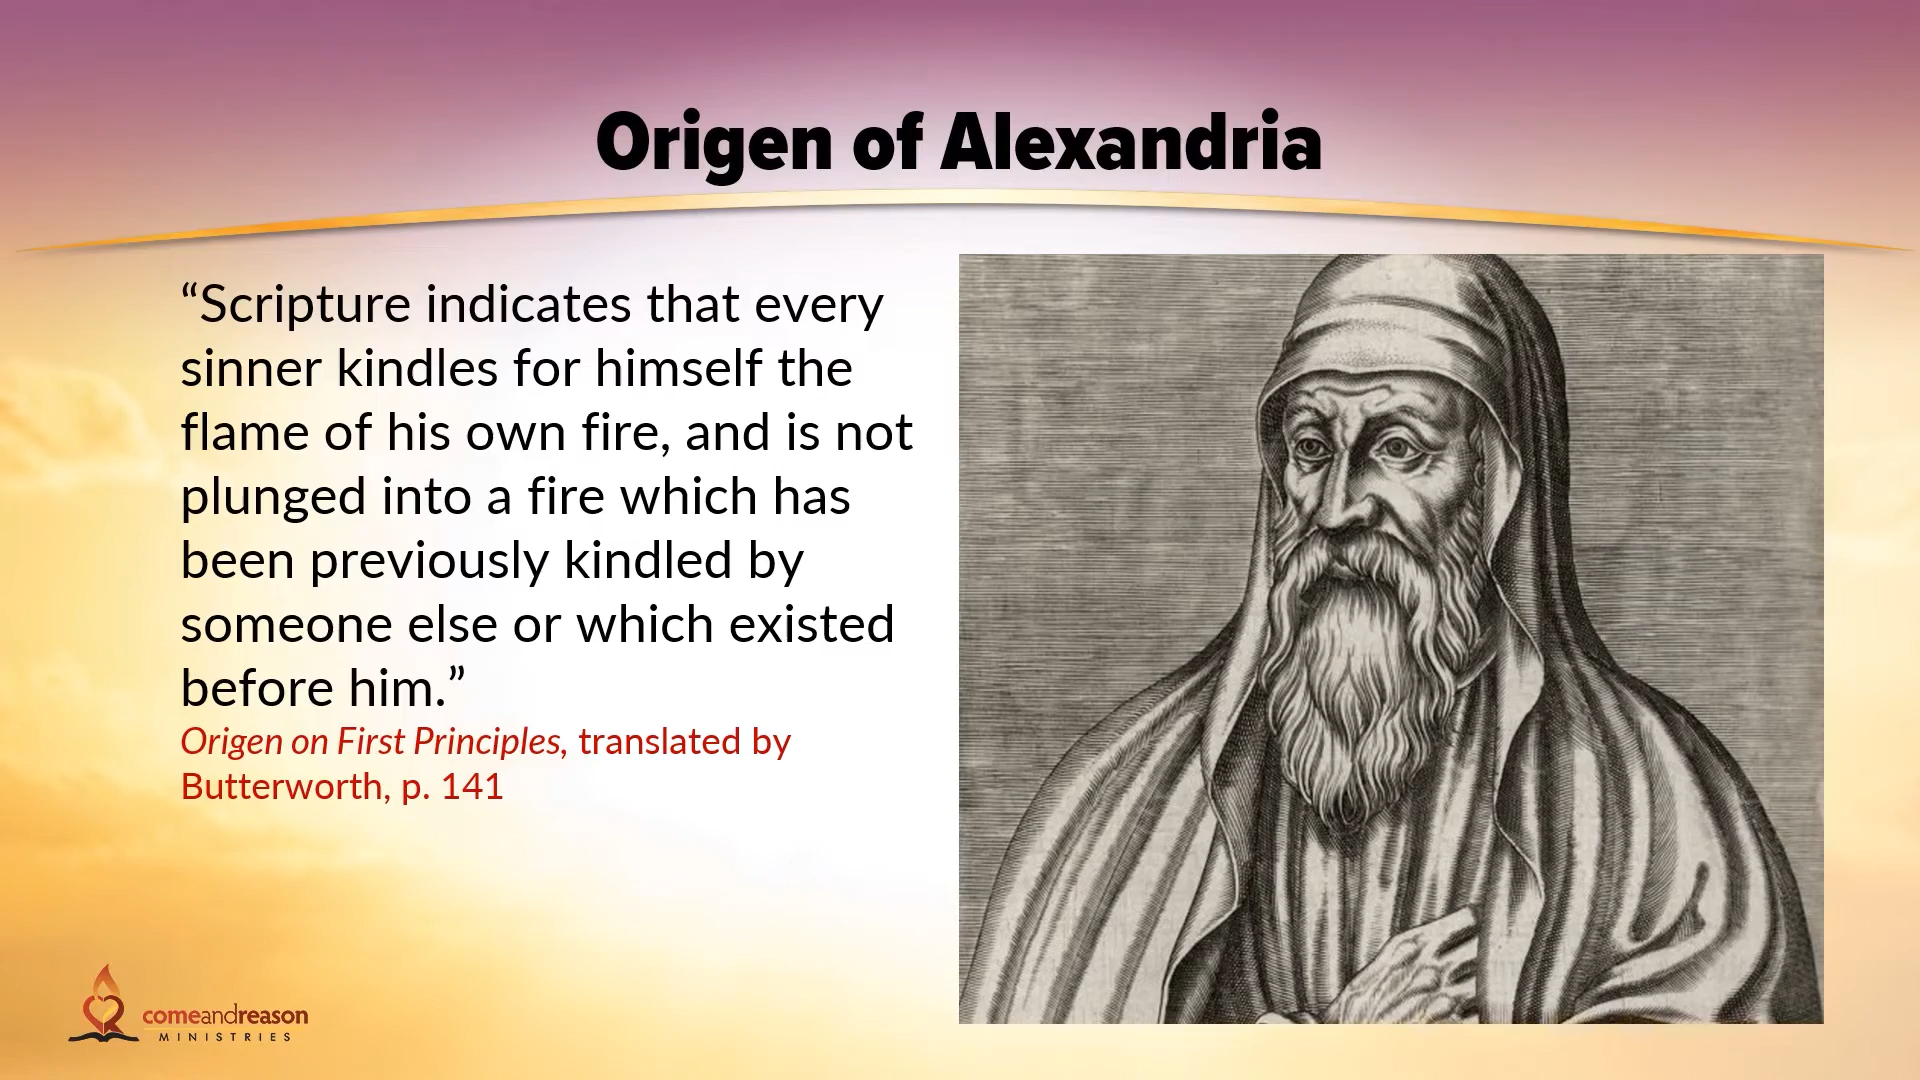 Origen of Alexandria
“Scripture indicates that every
sinner kindles for himself the
flame of his own fire, and is not
plunged into a fire which has
been previously kindled by
someone else or which existed
before him.”
Origen on First Principles, translated by
Butterworth, p. 141
comeandreason
MINISTRIES